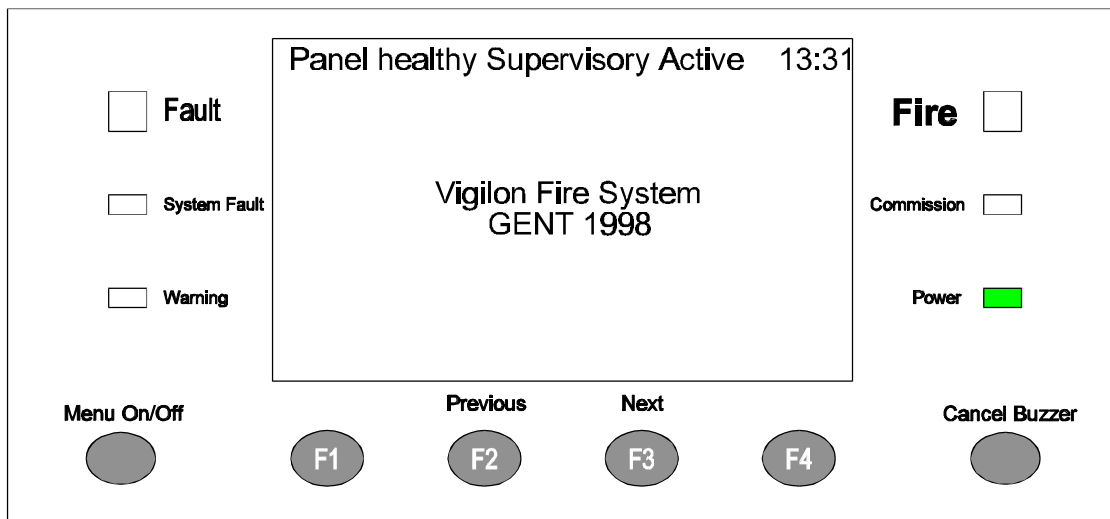 Panel healthy Supervisory Active 13:31
Fault
Fire
System Fault
Vigilon Fire System
GENT 1998
Commission
Warning
Power
Menu On/Off
Previous
Next
Cancel Buzzer
F1
F2
F3
F4